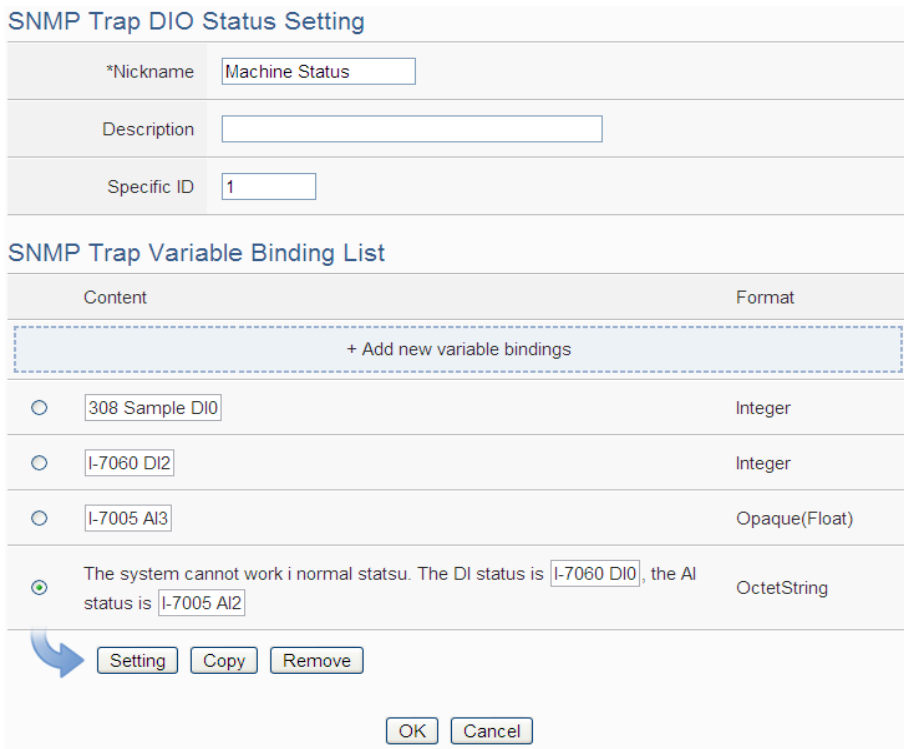 SNMP Trap DIO Status Setting
*Nickname Machine Status
Description
Specific ID 1
SNMP Trap Variable Binding List
Content Format
+ Add new variable bindings
308 Sample DI0 Integer
I-7060 DI2 Integer
I-7005 AI3 Opaque(Float)
The system cannot work i normal statsu. The DI status is I-7060 DI0, the AI
status is I-7005 AI2 OctetString
Setting Copy Remove
OK Cancel